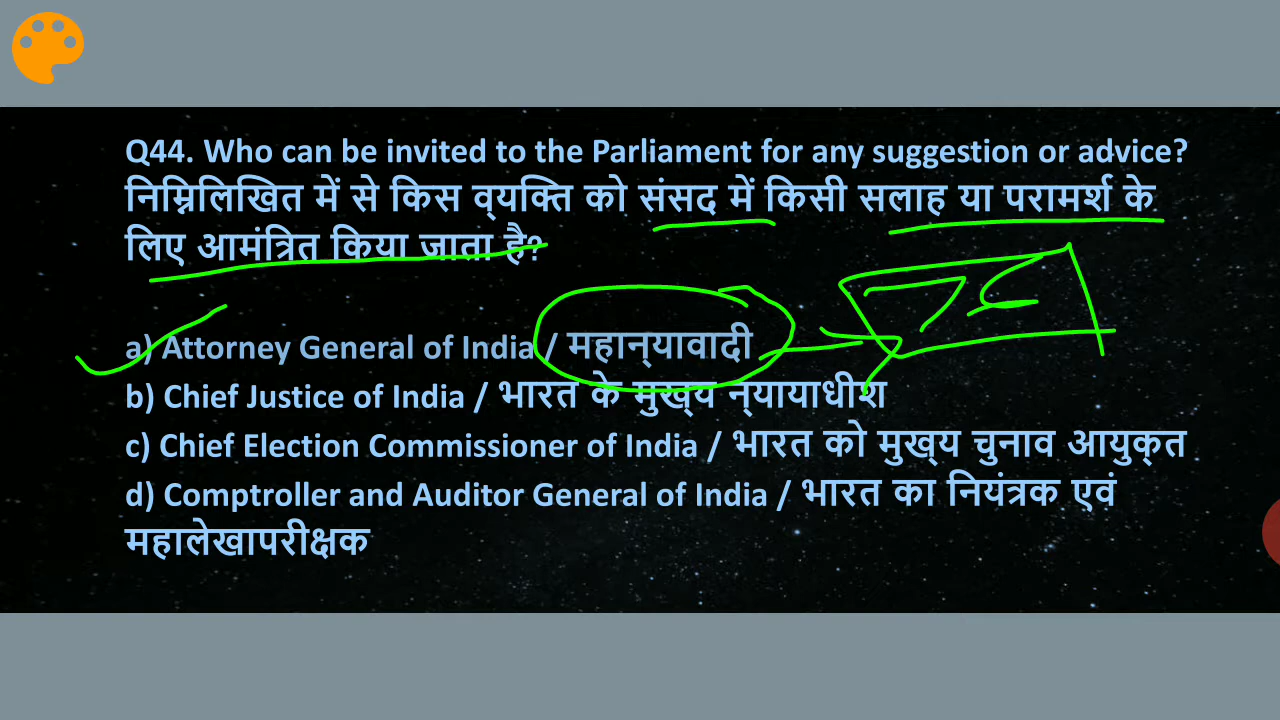 Q44. Who can be invited to the Parliament for any suggestion or advice?
निम्नलिखित में से किस व्यक्ति को संसद में किसी सलाह या परामर्श के
लिए आमंत्रित किया जाता है?
a) Attorney General of India / महान्यावादी
b) Chief Justice of India / भारत के मुख्य न्यायाधीश
c) Chief Election Commissioner of India / भारत को मुख्य चुनाव आयुक्त
d) Comptroller and Auditor General of India / भारत का नियंत्रक एवं
महालेखापरीक्षक